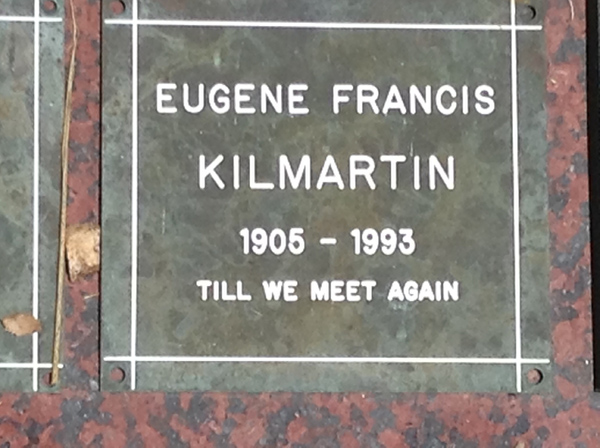 EUGENE FRANCIS
KILMARTIN
1905 - 1993
TILL WE MEET AGAIN